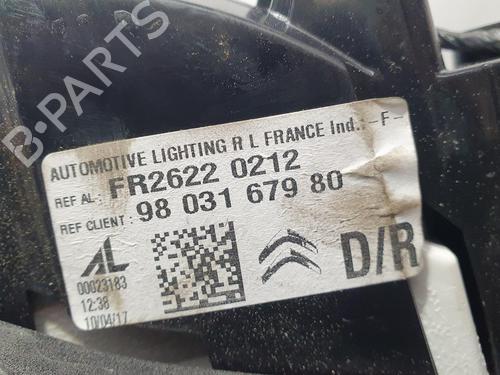 B-Parts
AUTOMOTIVE LIGHTING R L FRANCE Ind.: -F-
REF AL: FR2622 0212
REF CLIENT: 98 031 679 80
AL
D/R
00023183
12:38
10/04/17